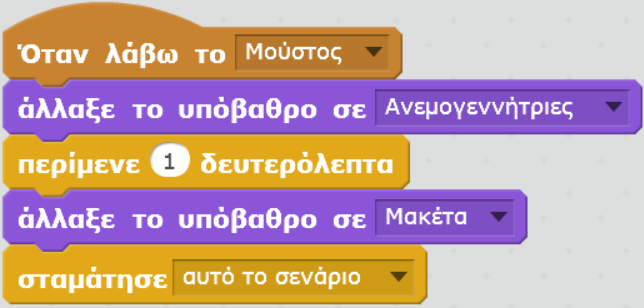 Όταν λάβω το Μούστος
άλλαξε το υπόβαθρο σε Ανεμογεννήτριες
περίμενε 1 δευτερόλεπτα
άλλαξε το υπόβαθρο σε Μακέτα
σταμάτησε αυτό το σενάριο